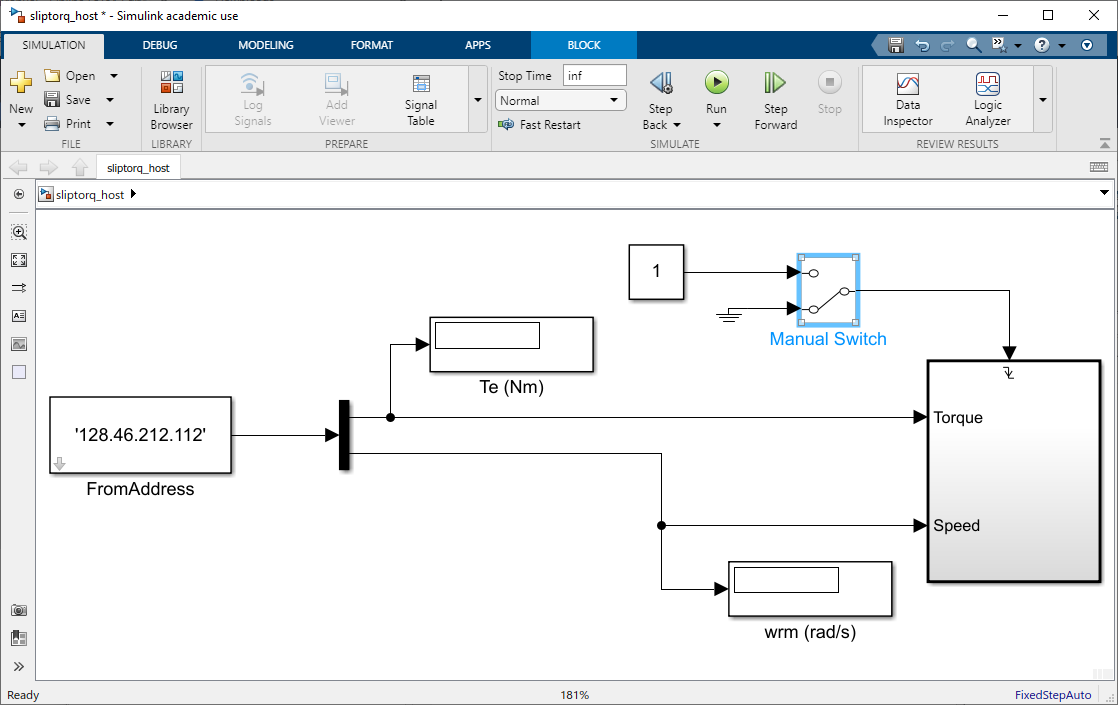 sliptorq_host * - Simulink academic use
SIMULATION DEBUG MODELING FORMAT APPS BLOCK
New
Open
Save
Print
FILE
Library
Browser
LIBRARY
Log
Signals
Add
Viewer
Signal
Table
PREPARE
Stop Time inf
Normal
Fast Restart
Step
Back
Run
Step
Forward
Stop
SIMULATE
Data
Inspector
Logic
Analyzer
REVIEW RESULTS
sliptorq_host
sliptorq_host
1
Manual Switch
Te (Nm)
'128.46.212.112'
FromAddress
Torque
Speed
wrm (rad/s)
Ready 181% FixedStepAuto